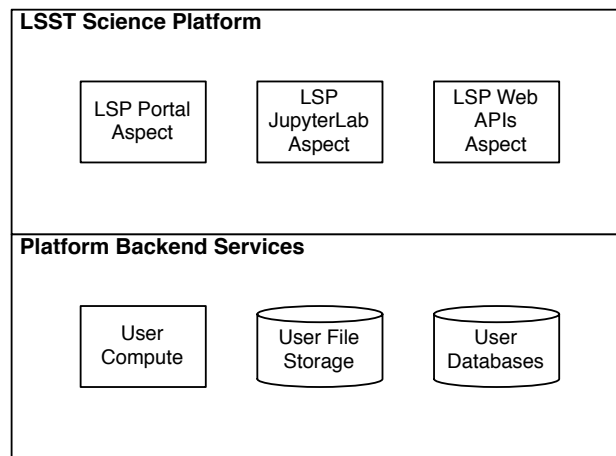 LSST Science Platform
LSP Portal
Aspect
LSP
JupyterLab
Aspect
LSP Web
APIs
Aspect
Platform Backend Services
User
Compute
User File
Storage
User
Databases